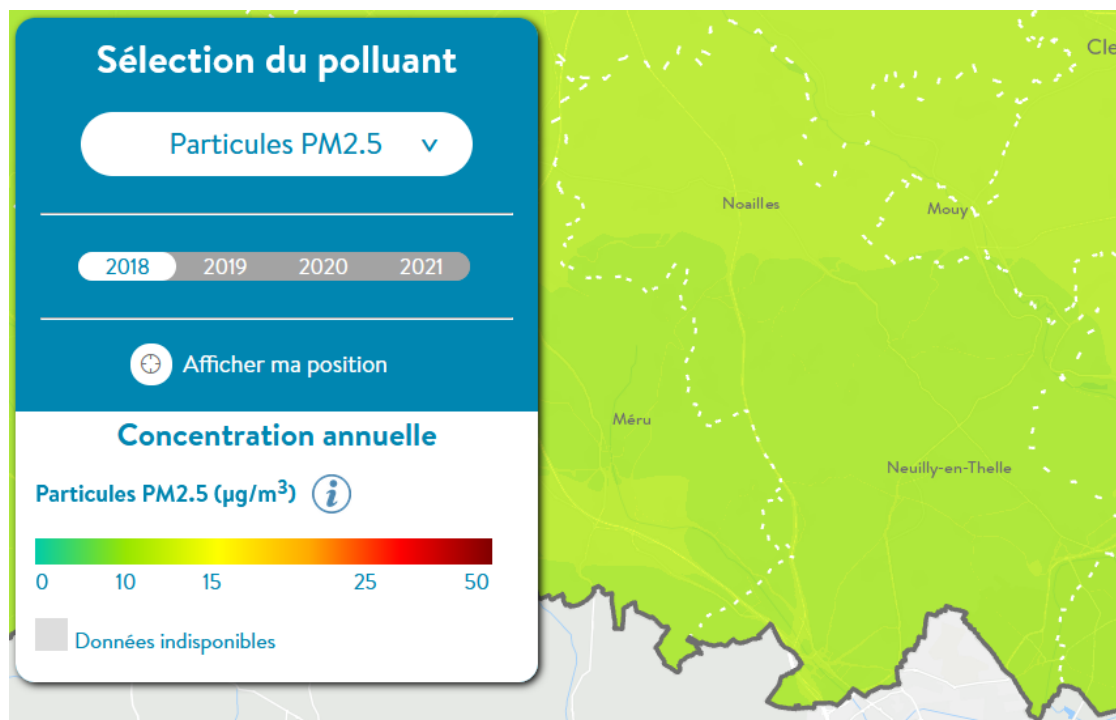 Sélection du polluant
Particules PM2.5
2018 2019 2020 2021
Afficher ma position
Concentration annuelle
Particules PM2.5 (µg/m³) i
0 10 15 25 50
Données indisponibles
Cle
Noailles
Mouy
Méru
Neuilly-en-Thelle